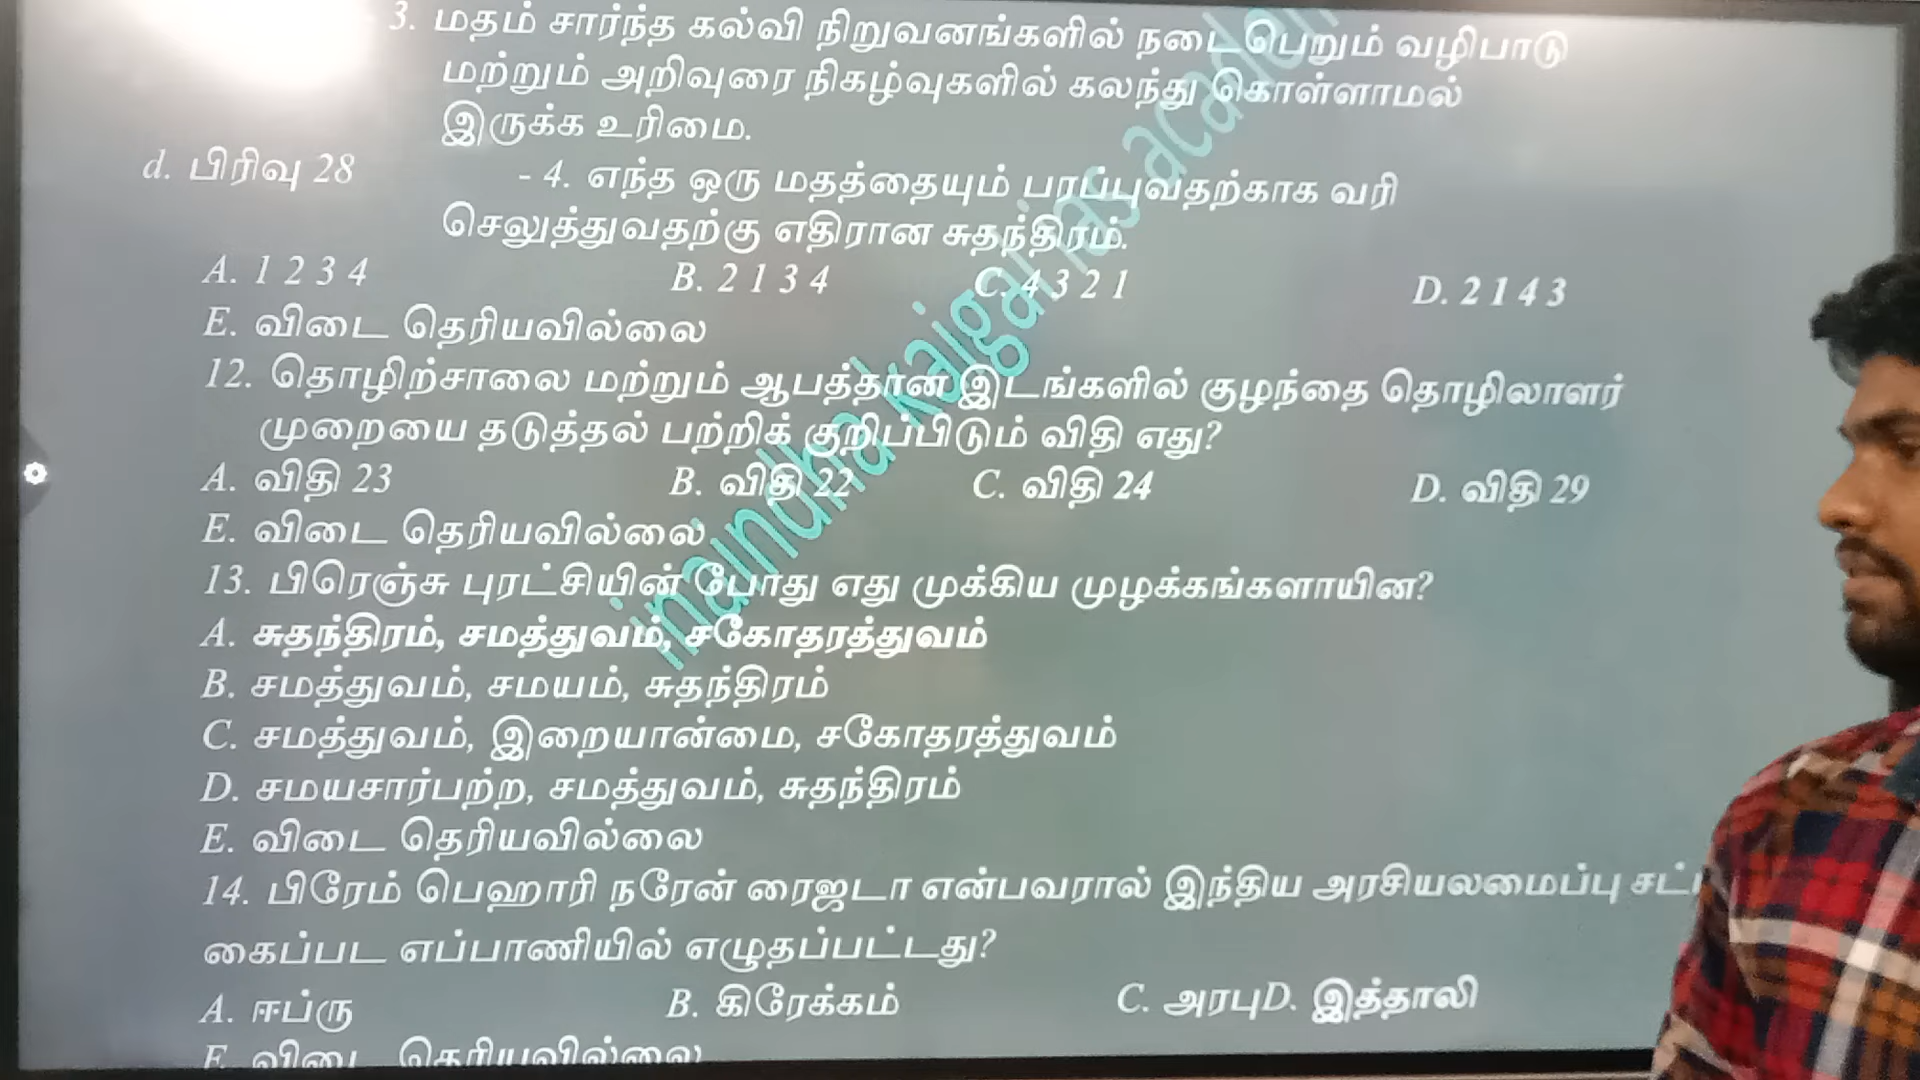 3. மதம் சார்ந்த கல்வி நிறுவனங்களில் நடைபெறும் வழிபாடு
மற்றும் அறிவுரை நிகழ்வுகளில் கலந்து கொள்ளாமல்
இருக்க உரிமை.
d. பிரிவு 28 - 4. எந்த ஒரு மதத்தையும் பரப்புவதற்காக வரி
செலுத்துவதற்கு எதிரான சுதந்திரம்.
A. 1 2 3 4 B. 2 1 3 4 C. 4 3 2 1 D. 2 1 4 3
E. விடை தெரியவில்லை
12. தொழிற்சாலை மற்றும் ஆபத்தான இடங்களில் குழந்தை தொழிலாளர்
முறையை தடுத்தல் பற்றிக் குறிப்பிடும் விதி எது?
A. விதி 23 B. விதி 22 C. விதி 24 D. விதி 29
E. விடை தெரியவில்லை
13. பிரெஞ்சு புரட்சியின் போது எது முக்கிய முழக்கங்களாயின?
A. சுதந்திரம், சமத்துவம், சகோதரத்துவம்
B. சமத்துவம், சமயம், சுதந்திரம்
C. சமத்துவம், இறையாண்மை, சகோதரத்துவம்
D. சமயசார்பற்ற, சமத்துவம், சுதந்திரம்
E. விடை தெரியவில்லை
14. பிரேம் பெஹாரி நரேன் ரைஜடா என்பவரால் இந்திய அரசியலமைப்பு
கைப்பட எப்பாணியில் எழுதப்பட்டது?
A. ஈப்ரு B. கிரேக்கம் C. அரபு D. இத்தாலி
E. விடை தெரியவில்லை
inaindha kaigal ias academ